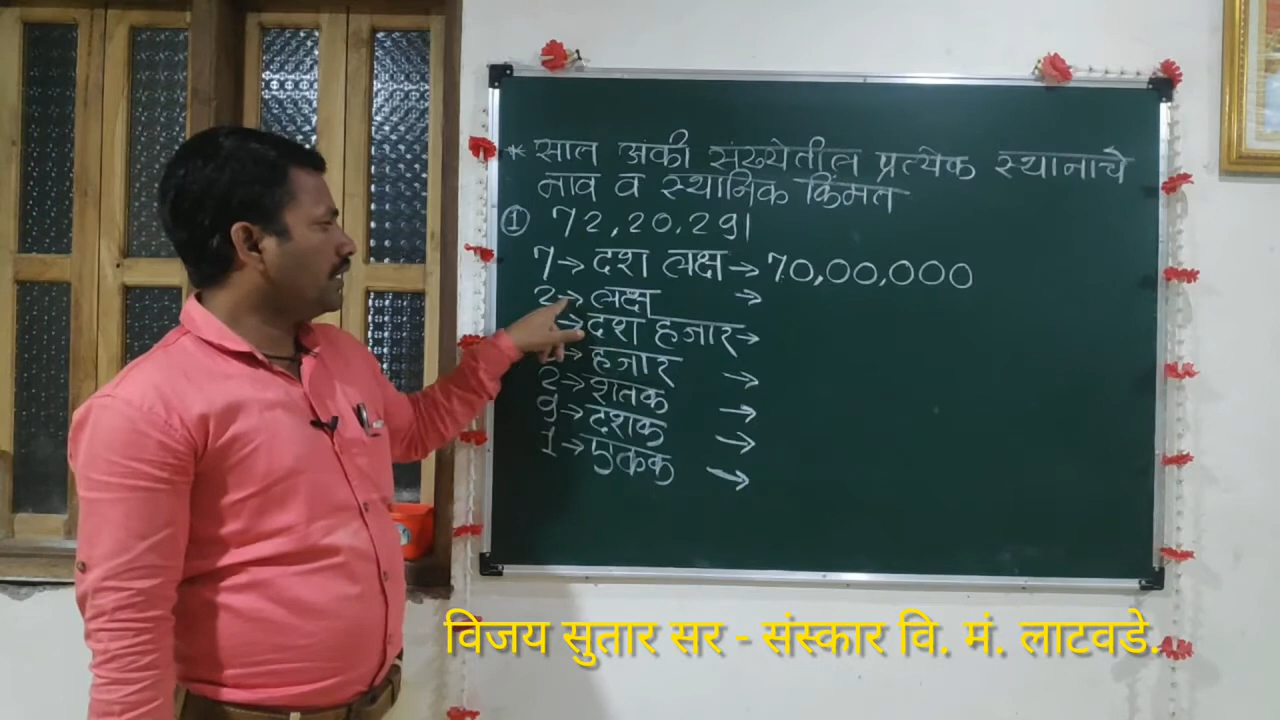 * सात अंकी संख्येतील प्रत्येक स्थानाचे
नाव व स्थानिक किंमत
① 72,20,291
7→ दश लक्ष→ 70,00,000
2→ लक्ष →
→ दश हजार→
→ हजार →
2→ शतक →
9→ दशक →
1→ एकक →
विजय सुतार सर - संस्कार वि. मं. लाटवडे.